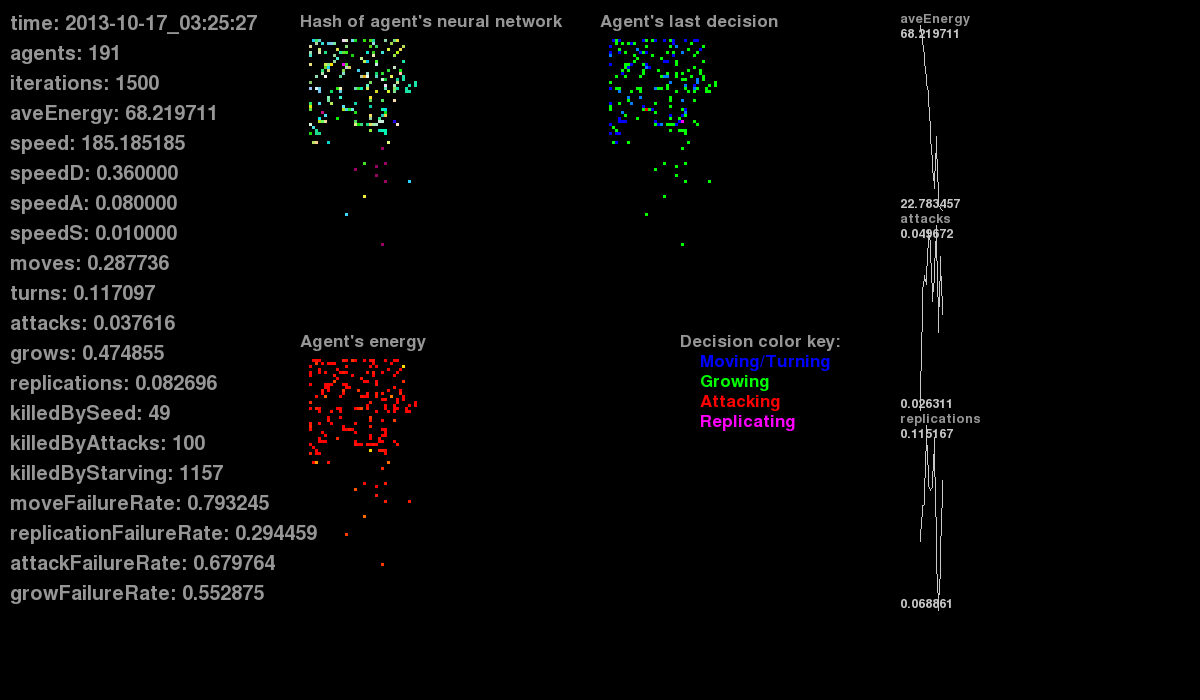 time: 2013-10-17_03:25:27
agents: 191
iterations: 1500
aveEnergy: 68.219711
speed: 185.185185
speedD: 0.360000
speedA: 0.080000
speedS: 0.010000
moves: 0.287736
turns: 0.117097
attacks: 0.037616
grows: 0.474855
replications: 0.082696
killedBySeed: 49
killedByAttacks: 100
killedByStarving: 1157
moveFailureRate: 0.793245
replicationFailureRate: 0.294459
attackFailureRate: 0.679764
growFailureRate: 0.552875
Hash of agent's neural network
Agent's last decision
Agent's energy
Decision color key:
Moving/Turning
Growing
Attacking
Replicating
aveEnergy
68.219711
22.783457
attacks
0.049672
0.026311
replications
0.115167
0.068861